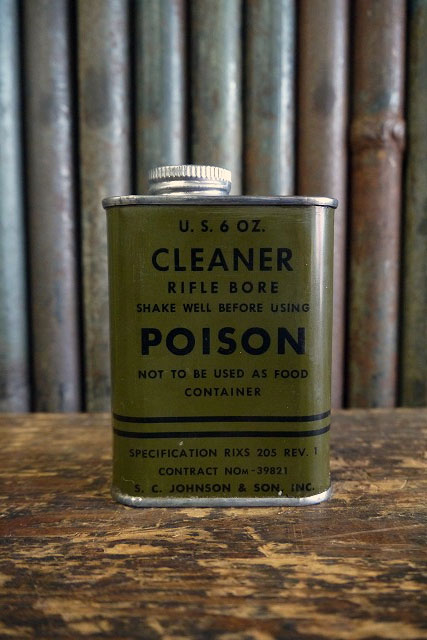 U. S. 6 OZ.
CLEANER
RIFLE BORE
SHAKE WELL BEFORE USING
POISON
NOT TO BE USED AS FOOD
CONTAINER
SPECIFICATION RIXS 205 REV. 1
CONTRACT NOM-39821
S. C. JOHNSON & SON, INC.